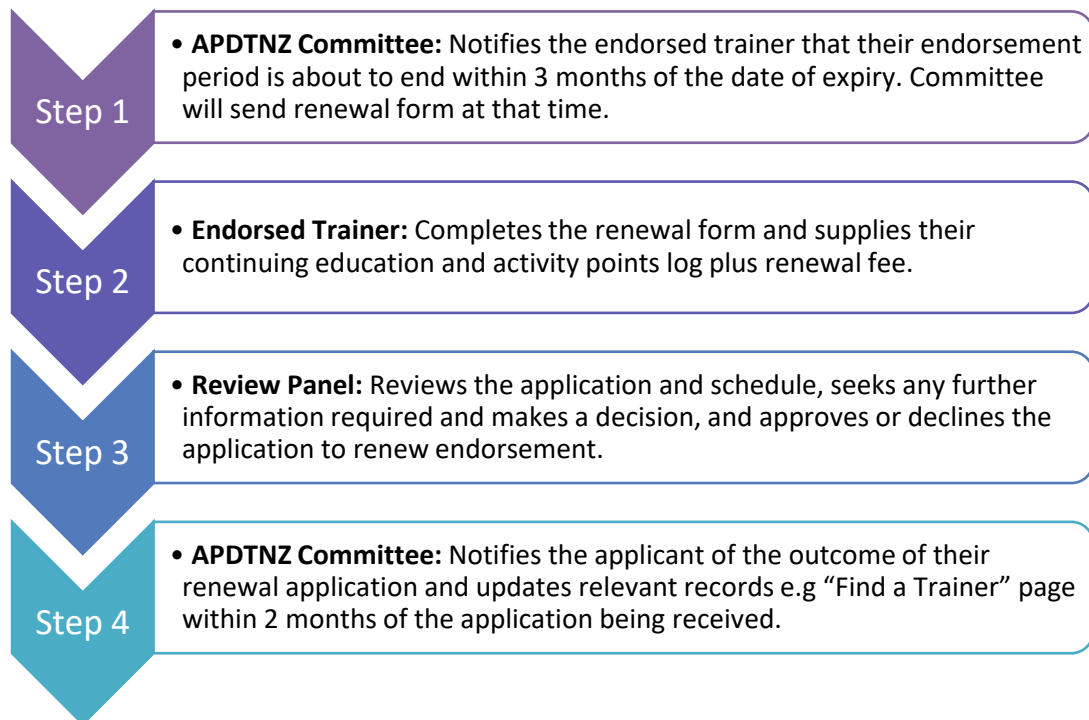 Step 1
• APDTNZ Committee: Notifies the endorsed trainer that their endorsement
period is about to end within 3 months of the date of expiry. Committee
will send renewal form at that time.
Step 2
• Endorsed Trainer: Completes the renewal form and supplies their
continuing education and activity points log plus renewal fee.
Step 3
• Review Panel: Reviews the application and schedule, seeks any further
information required and makes a decision, and approves or declines the
application to renew endorsement.
Step 4
• APDTNZ Committee: Notifies the applicant of the outcome of their
renewal application and updates relevant records e.g “Find a Trainer” page
within 2 months of the application being received.